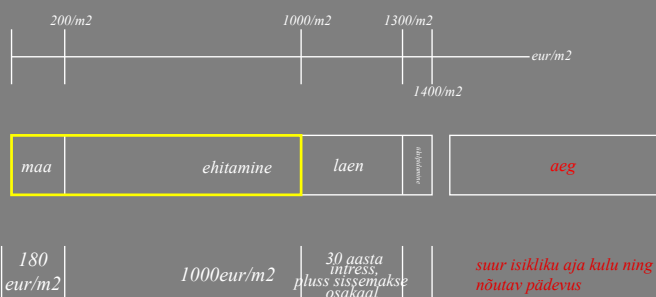 200/m2 1000/m2 1300/m2
eur/m2
1400/m2
maa ehitamine laen aeg
180
eur/m2
1000eur/m2
30 aasta
intress,
pluss sissemakse
osakaal
suur isikliku aja kulu ning
nõutav pädevus